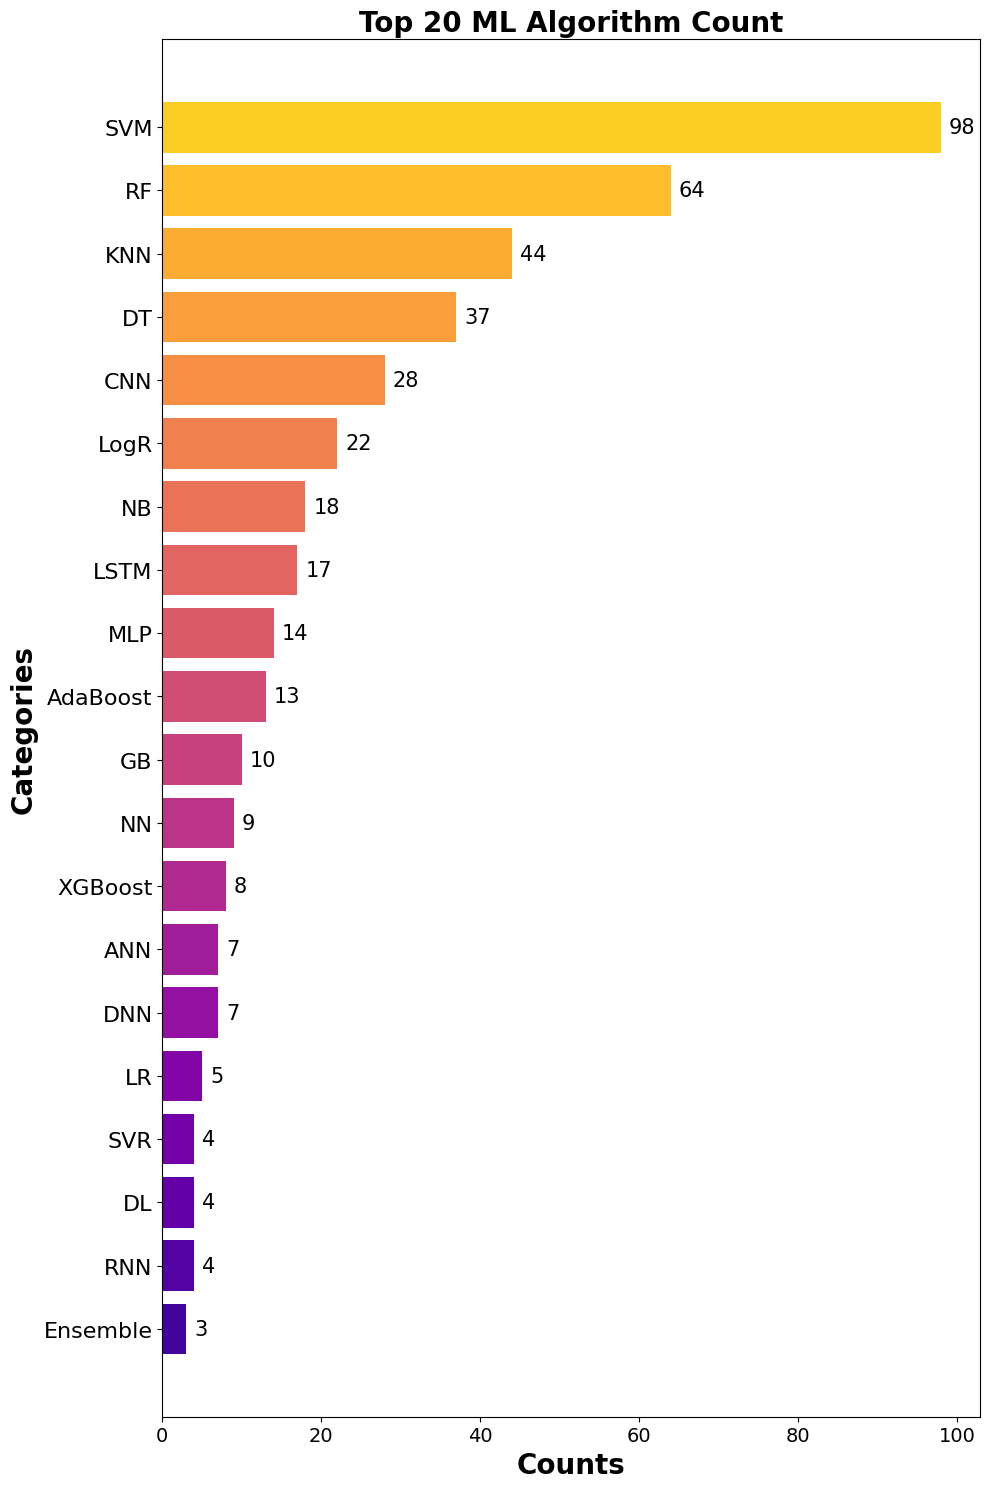 Top 20 ML Algorithm Count
Categories
SVM 98
RF 64
KNN 44
DT 37
CNN 28
LogR 22
NB 18
LSTM 17
MLP 14
AdaBoost 13
GB 10
NN 9
XGBoost 8
ANN 7
DNN 7
LR 5
SVR 4
DL 4
RNN 4
Ensemble 3
0 20 40 60 80 100
Counts